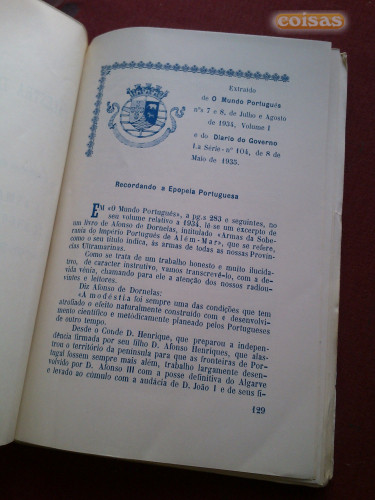 coisas
Extraído
de O Mundo Português
nºs 7 e 8, de Julho e Agosto
de 1934, Volume I
e do Diario do Governo
I.a Série - nº 104, de 8 de
Maio de 1935.
Recordando a Epopeia Portuguesa
EM «O Mundo Português», a pg.s 283 e seguintes, no
seu volume relativo a 1934, lê-se um excerpto de
um livro de Afonso de Dornelas, intitulado «Armas da Sobe-
rania do Império Português de Além-Mar», que se refere,
como o seu título indica, às armas de todas as nossas Provín-
cias Ultramarinas.
Como se trata de um trabalho honesto e muito elucida-
tivo, de carácter instrutivo, vamos transcrevê-lo, com a de-
vida vénia, chamando para ele a atenção dos nossos radiou-
vintes e leitores.
Diz Afonso de Dornelas:
«A modéstia foi sempre uma das condições que tem
atrofiado o efeito naturalmente construído com o desenvolvi-
mento científico e metòdicamente planeado pelos Portugueses
de outro tempo.
Desde o Conde D. Henrique, que preparou a indepen-
dência firmada por seu filho D. Afonso Henriques, que alas-
trou o território da península para que as fronteiras de Por-
tugal fossem sempre mais além, trabalho largamente desen-
volvido por D. Afonso III com a posse definitiva do Algarve
e levado ao cúmulo com a audácia de D. João I e de seus fi-
129